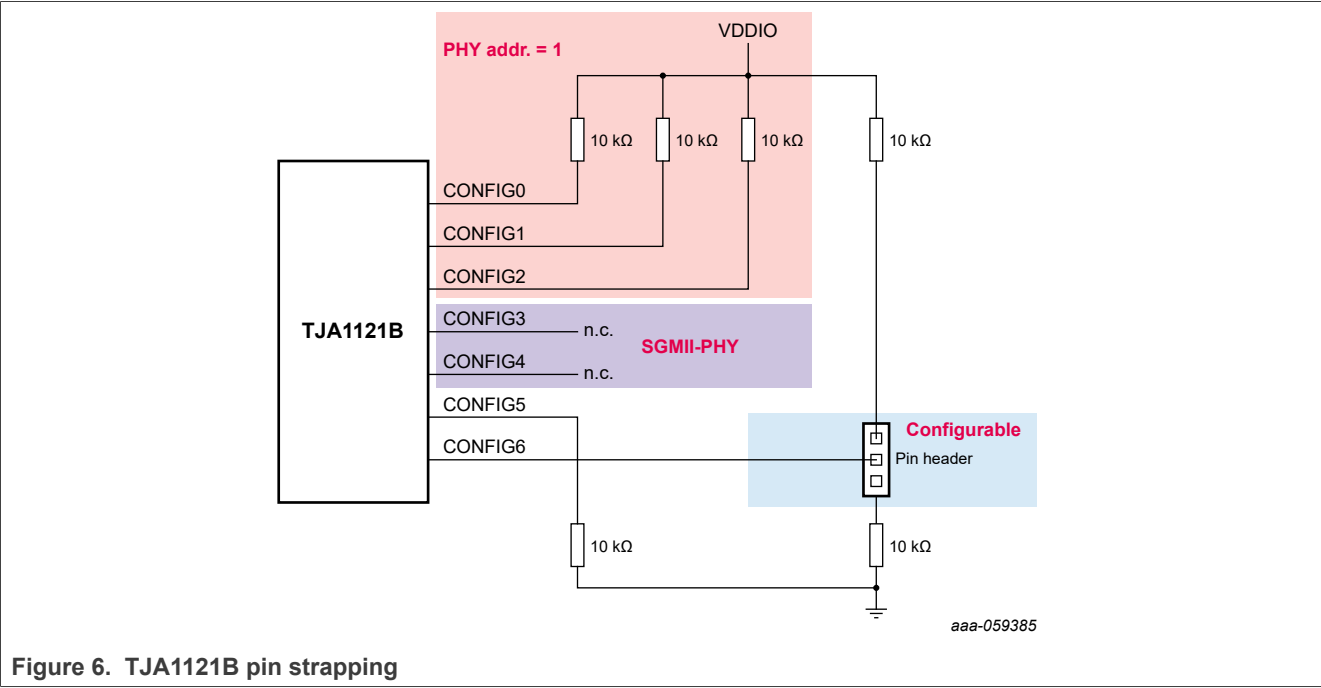 VDDIO
PHY addr. = 1
10 kΩ
10 kΩ
10 kΩ
10 kΩ
CONFIG0
CONFIG1
CONFIG2
CONFIG3
n.c.
TJA1121B
SGMII-PHY
CONFIG4
n.c.
CONFIG5
Configurable
CONFIG6
Pin header
10 kΩ
10 kΩ
aaa-059385
Figure 6. TJA1121B pin strapping